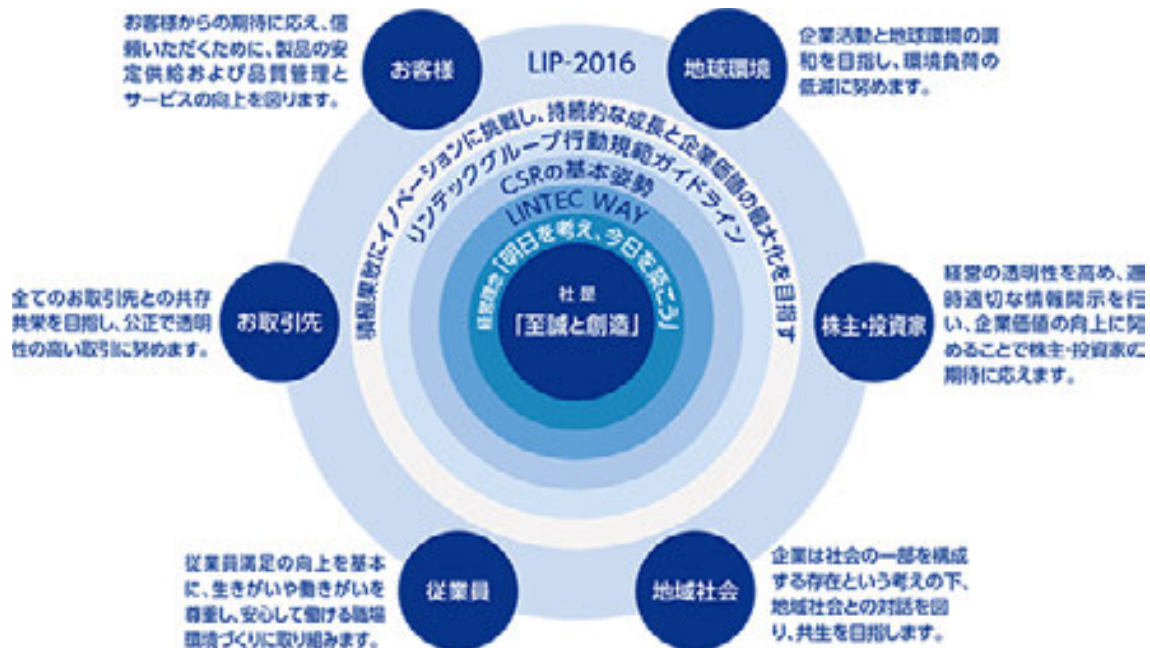 お客様からの期待に応え、信
頼いただくために、製品の安
定供給および品質管理と
サービスの向上を図ります。
お客様
LIP-2016
地球環境
企業活動と地球環境の調
和を目指し、環境負荷の
低減に努めます。
積極果敢にイノベーションに挑戦し、持続的な成長と企業価値の最大化を目指す
リンテックグループ行動規範ガイドライン
CSRの基本姿勢
LINTEC WAY
経営理念「明日を考え、今日を築こう」
社是
「至誠と創造」
全てのお取引先との共存
共栄を目指し、公正で透明
性の高い取引に努めます。
お取引先
株主・投資家
経営の透明性を高め、適
時適切な情報開示を行
い、企業価値の向上に努
めることで株主・投資家の
期待に応えます。
従業員満足の向上を基本
に、生きがいや働きがいを
尊重し、安心して働ける職場
環境づくりに取り組みます。
従業員
地域社会
企業は社会の一部を構成
する存在という考えの下、
地域社会との対話を図
り、共生を目指します。